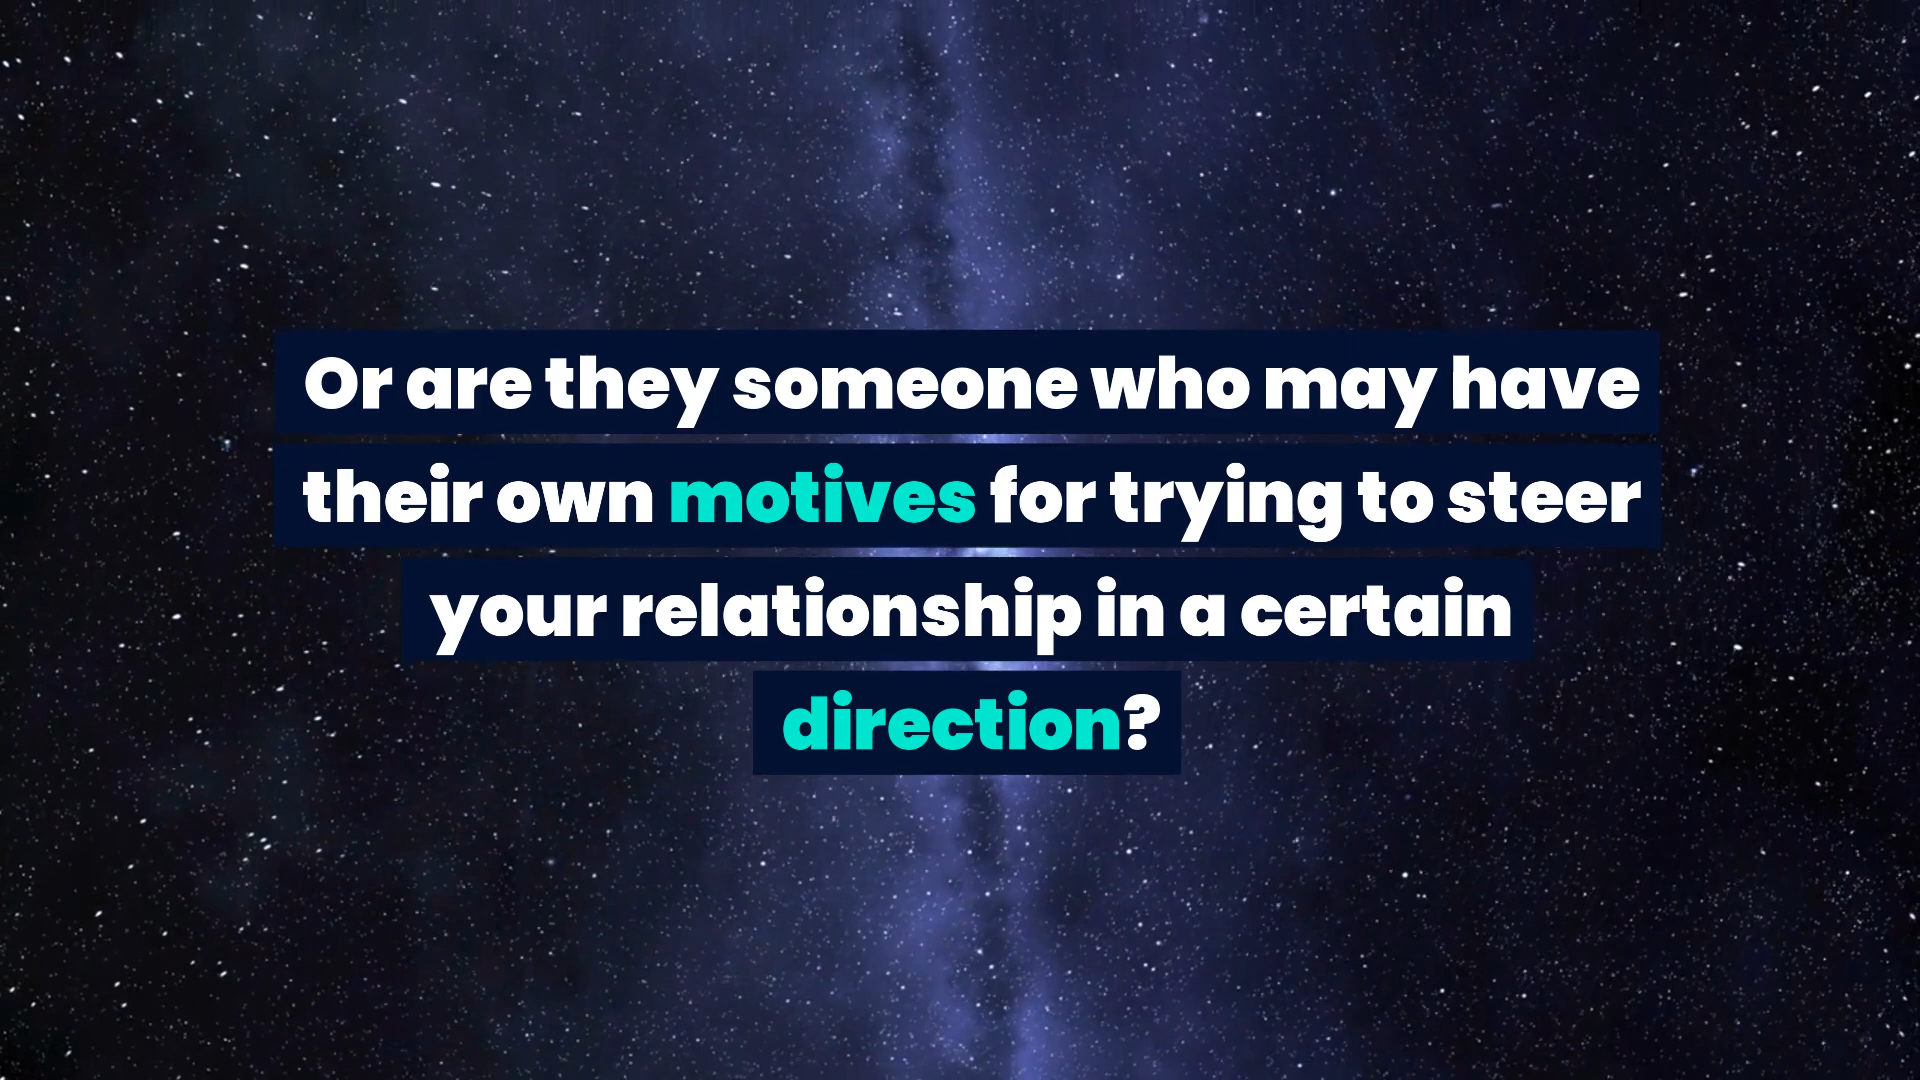 Or are they someone who may have
their own motives for trying to steer
your relationship in a certain
direction?